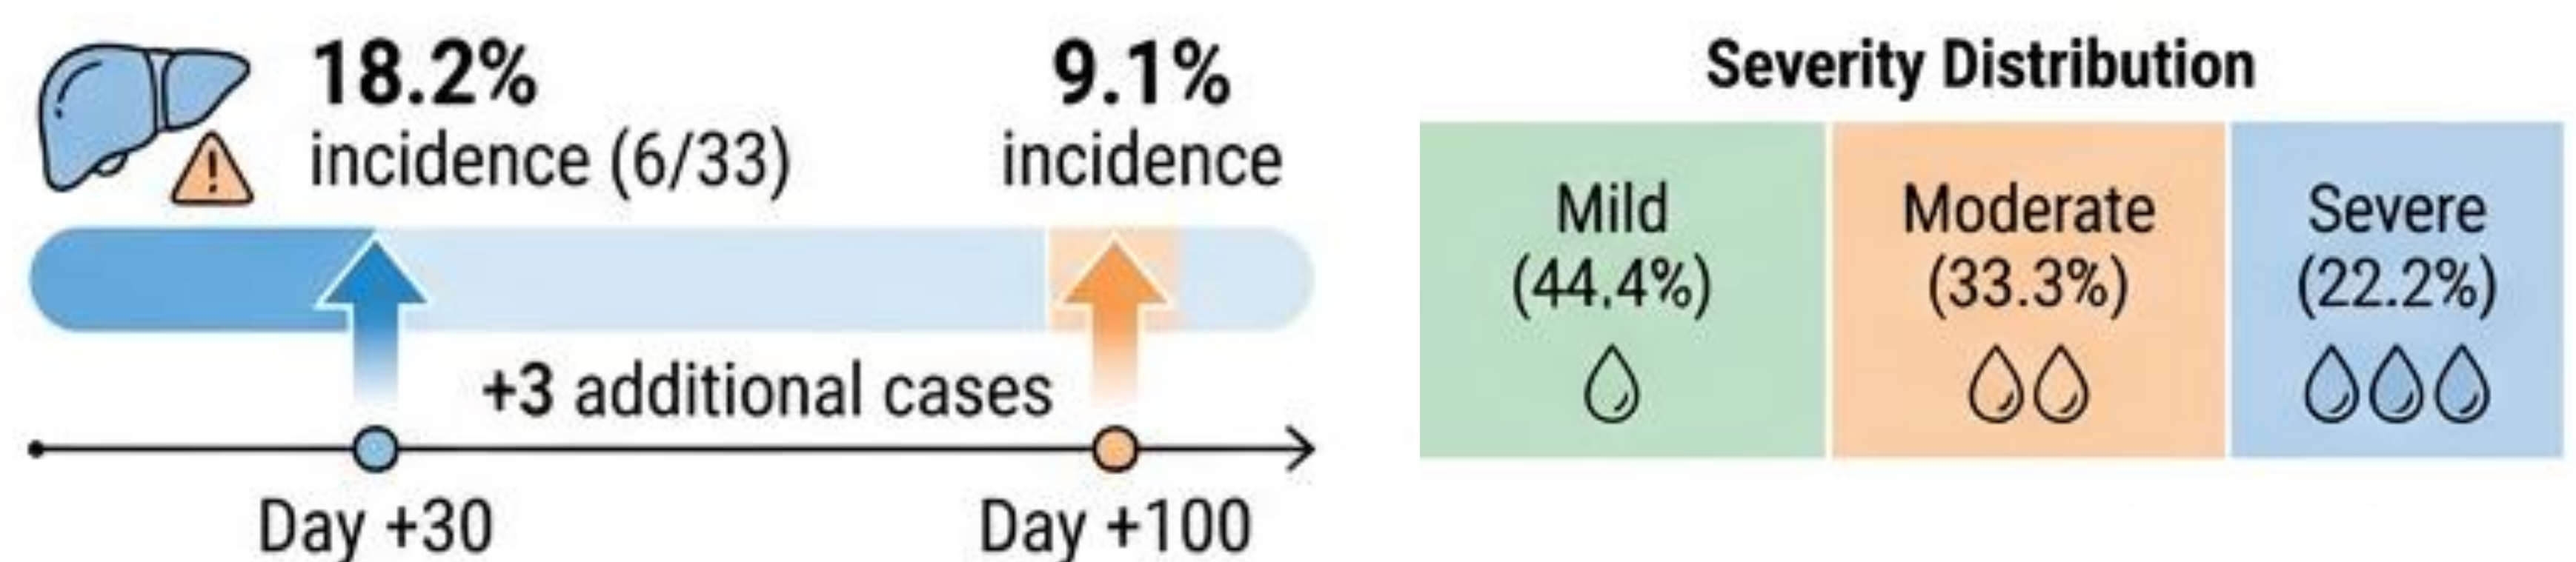 18.2%
incidence (6/33)
9.1%
incidence
+3 additional cases
Day +30
Day +100
Severity Distribution
Mild
(44.4%)
Moderate
(33.3%)
Severe
(22.2%)